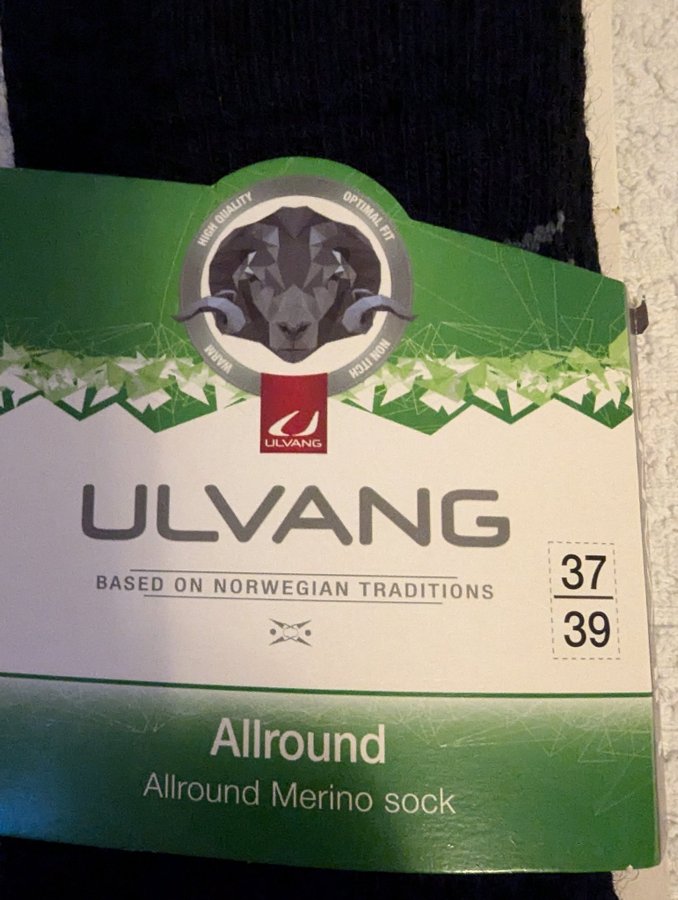 HIGH QUALITY
OPTIMAL FIT
WARM
NON ITCH
ULVANG
ULVANG
BASED ON NORWEGIAN TRADITIONS
37
39
Allround
Allround Merino sock